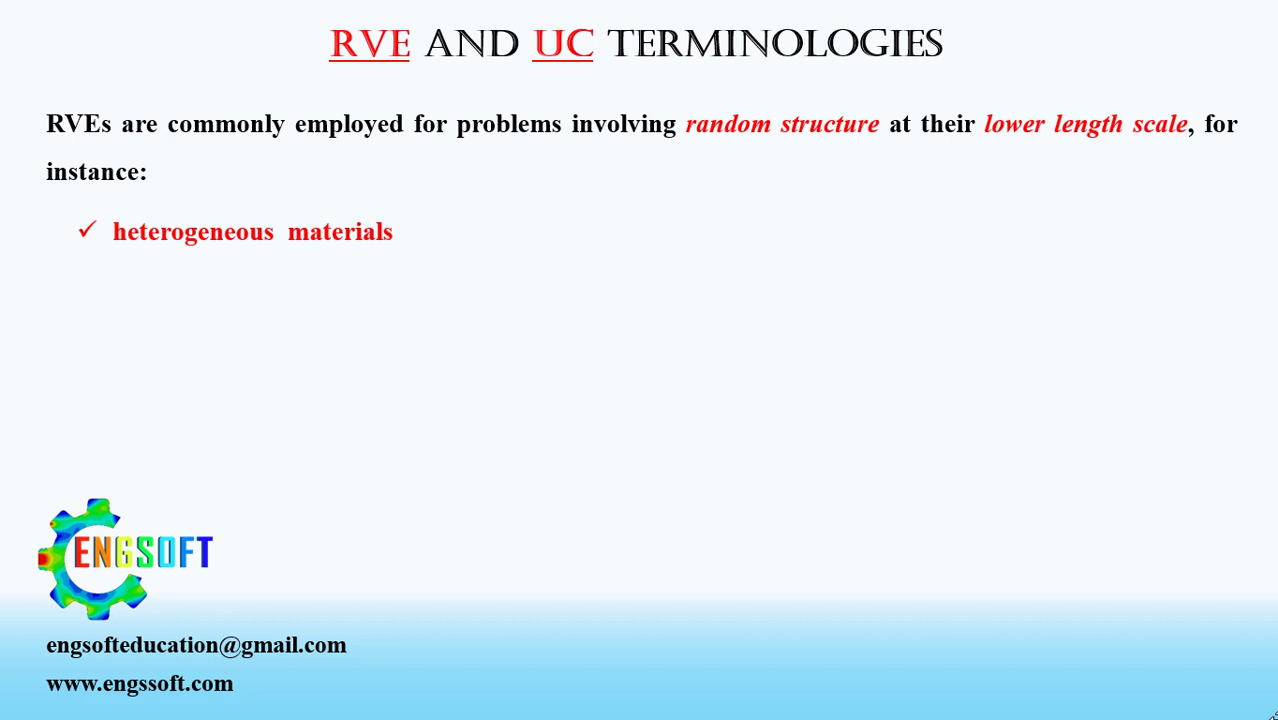 RVE AND UC TERMINOLOGIES
RVEs are commonly employed for problems involving random structure at their lower length scale, for
instance:
✓ heterogeneous materials
ENGSOFT
engsofteducation@gmail.com
www.engssoft.com